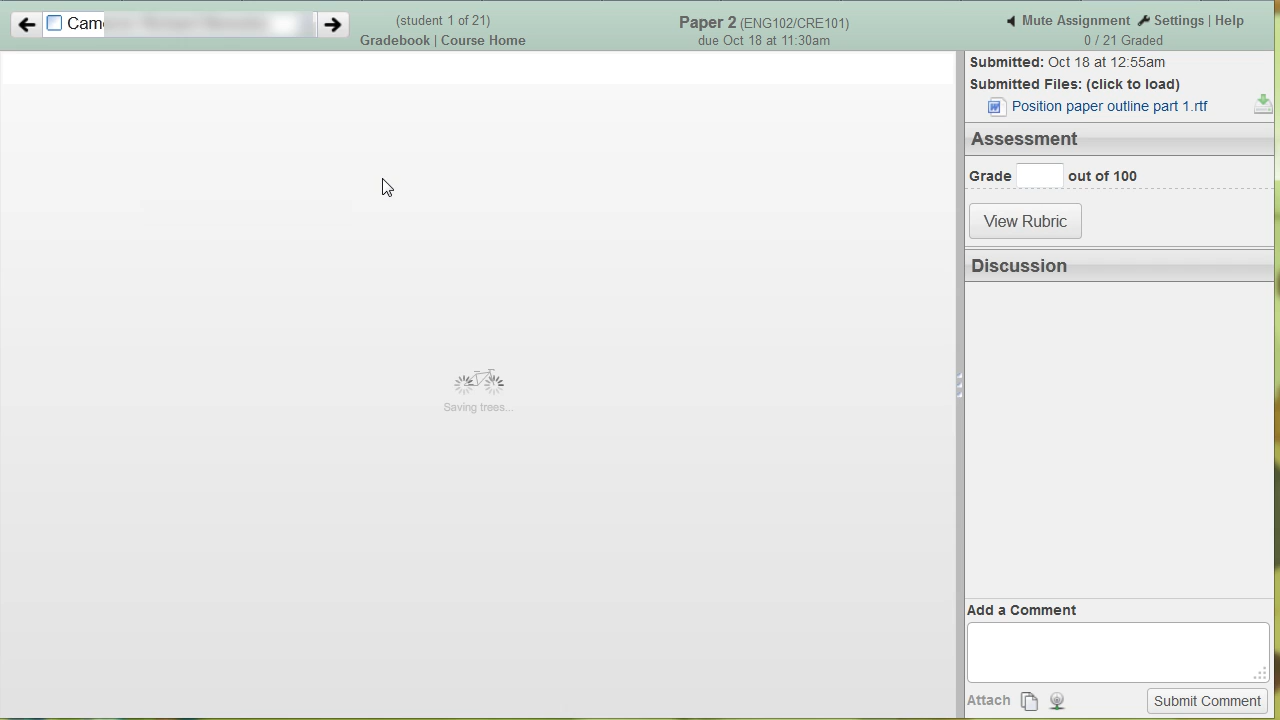 Came
(student 1 of 21)
Gradebook | Course Home
Paper 2 (ENG102/CRE101)
due Oct 18 at 11:30am
Mute Assignment Settings | Help
0 / 21 Graded
Submitted: Oct 18 at 12:55am
Submitted Files: (click to load)
Position paper outline part 1.rtf
Assessment
Grade out of 100
View Rubric
Discussion
Saving trees...
Add a Comment
Attach
Submit Comment